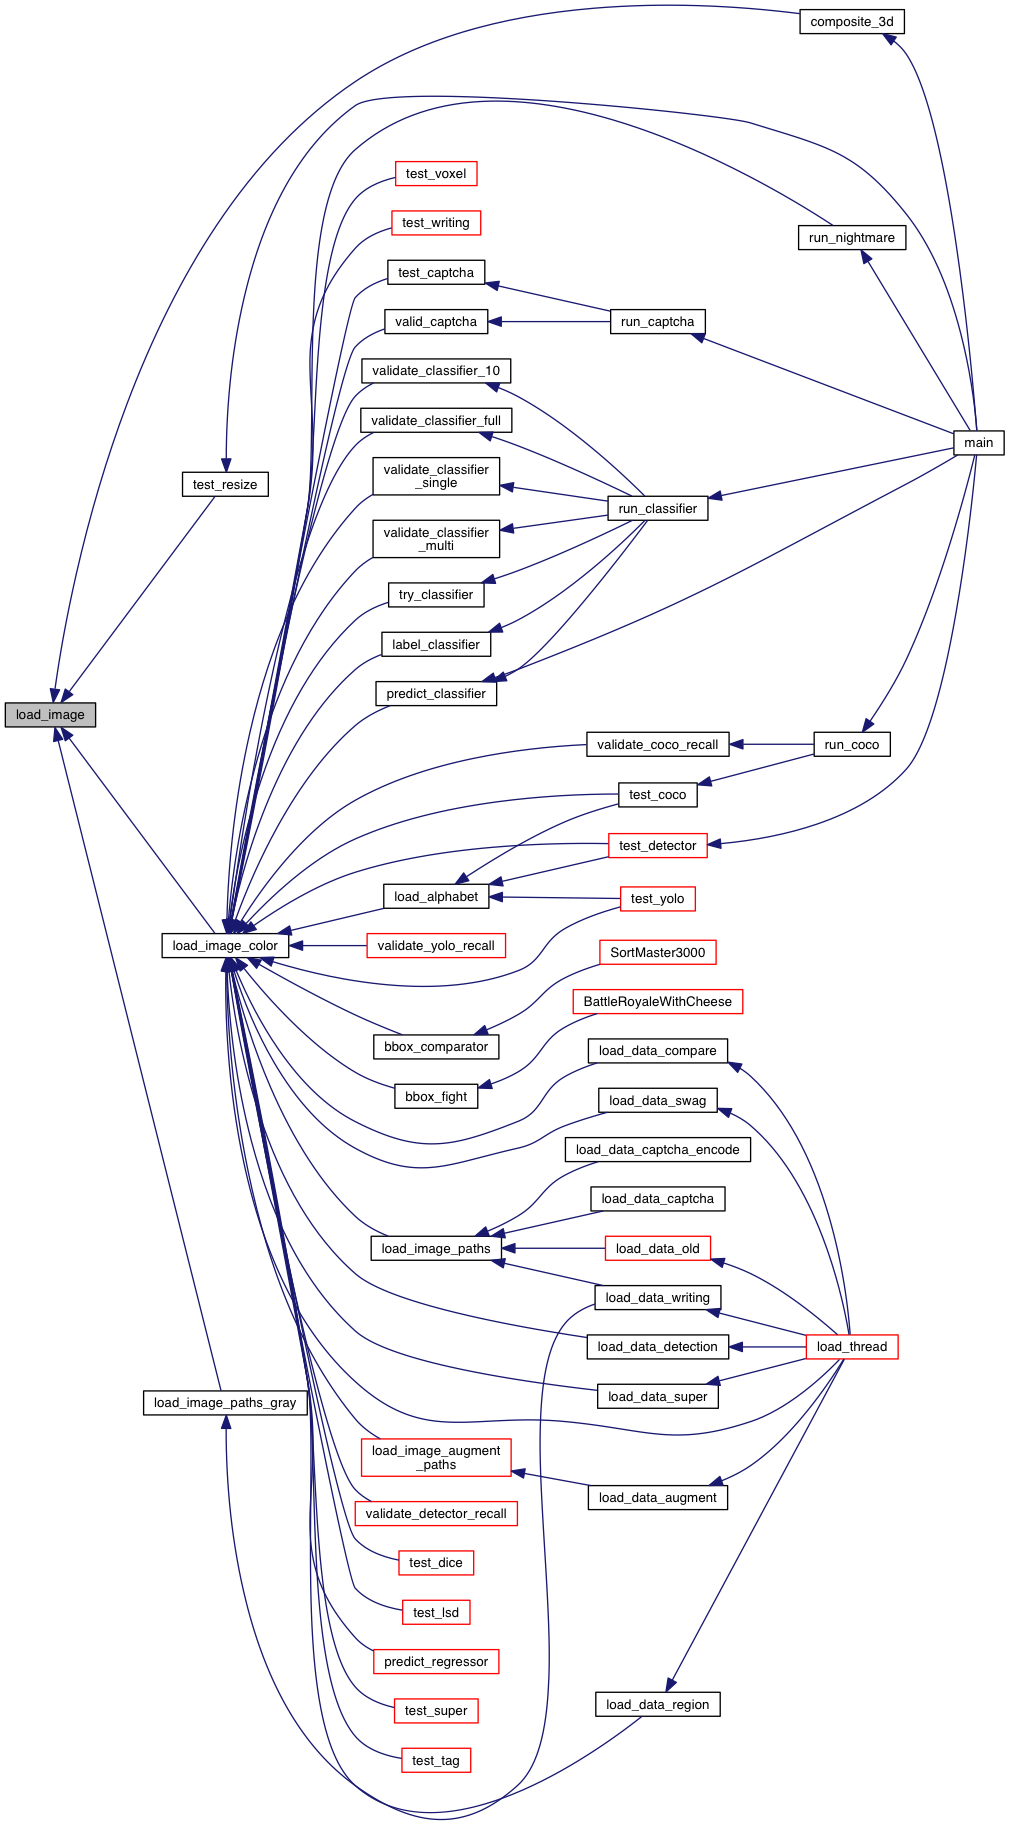 composite_3d
test_voxel
test_writing
run_nightmare
test_captcha
valid_captcha
run_captcha
validate_classifier_10
validate_classifier_full
main
validate_classifier
_single
test_resize
run_classifier
validate_classifier
_multi
try_classifier
label_classifier
predict_classifier
load_image
validate_coco_recall
run_coco
test_coco
test_detector
load_alphabet
test_yolo
load_image_color
validate_yolo_recall
SortMaster3000
BattleRoyaleWithCheese
bbox_comparator
load_data_compare
bbox_fight
load_data_swag
load_data_captcha_encode
load_data_captcha
load_image_paths
load_data_old
load_data_writing
load_data_detection
load_thread
load_data_super
load_image_paths_gray
load_image_augment
_paths
load_data_augment
validate_detector_recall
test_dice
test_lsd
predict_regressor
load_data_region
test_super
test_tag